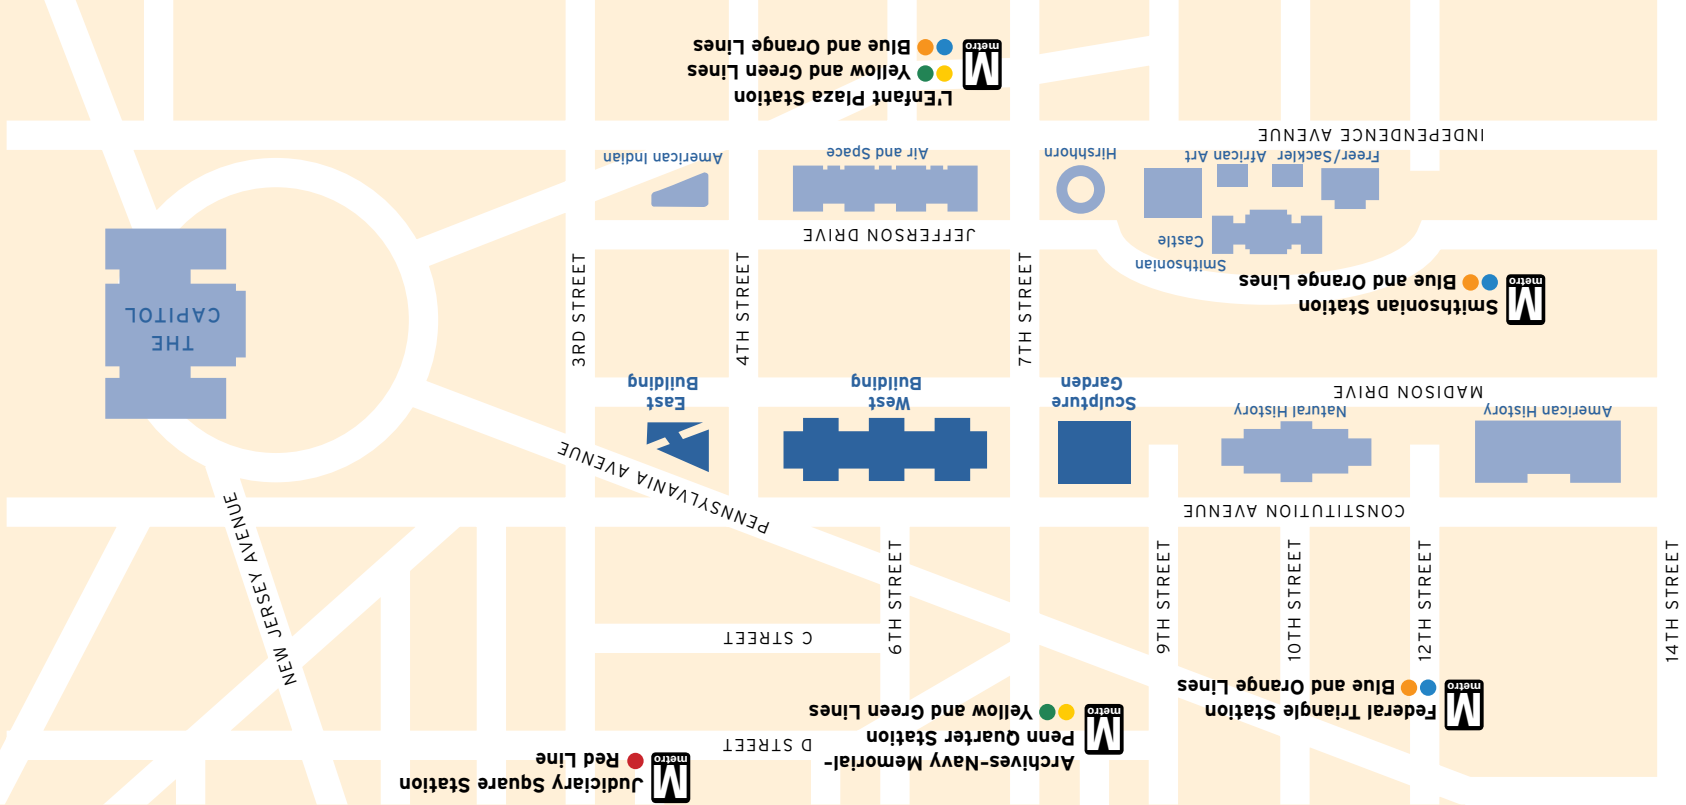 M
metro
Judiciary Square Station
Red Line
M
metro
Archives-Navy Memorial-
Penn Quarter Station
Yellow and Green Lines
D STREET
M
metro
Federal Triangle Station
Blue and Orange Lines
14TH STREET
12TH STREET
10TH STREET
9TH STREET
6TH STREET
C STREET
NEW JERSEY AVENUE
CONSTITUTION AVENUE
PENNSYLVANIA AVENUE
American History
Natural History
Sculpture
Garden
West
Building
East
Building
MADISON DRIVE
7TH STREET
4TH STREET
3RD STREET
THE
CAPITOL
M
metro
Smithsonian Station
Blue and Orange Lines
Smithsonian
Castle
JEFFERSON DRIVE
Freer/Sackler
African Art
Hirshhorn
Air and Space
American Indian
INDEPENDENCE AVENUE
M
metro
L'Enfant Plaza Station
Yellow and Green Lines
Blue and Orange Lines